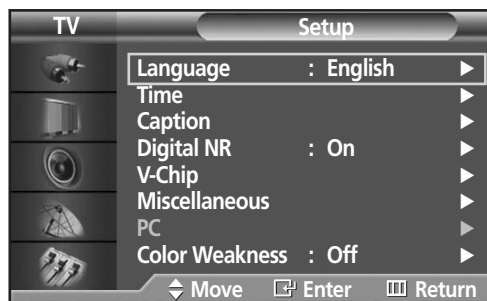 TV Setup
Language : English
Time
Caption
Digital NR : On
V-Chip
Miscellaneous
PC
Color Weakness : Off
Move Enter Return